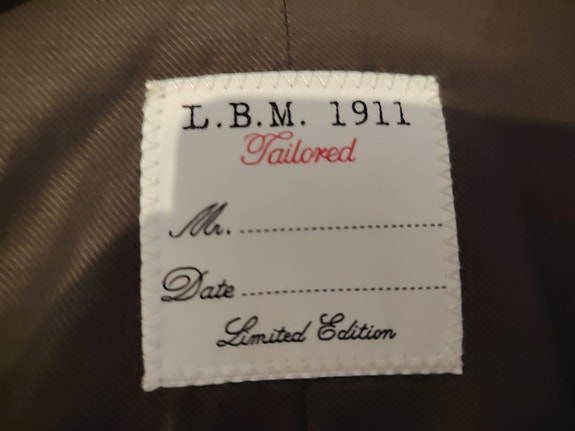 L.B.M. 1911
Tailored
Mr. ................................
Date ................................
Limited Edition